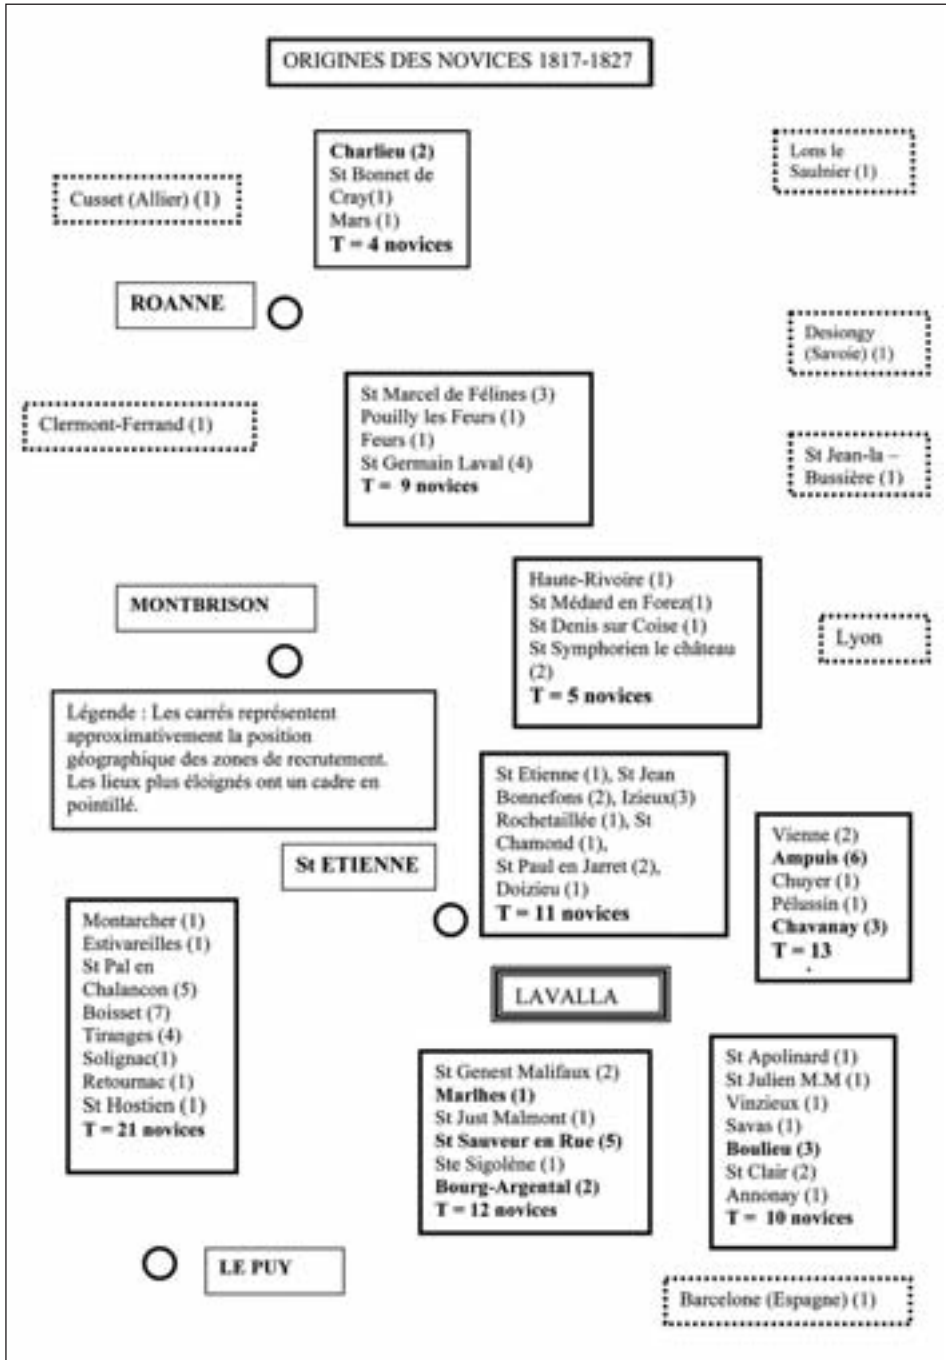 ORIGINES DES NOVICES 1817-1827
Charlieu (2)
St Bonnet de
Cray(1)
Mars (1)
T = 4 novices
Lons le
Saulnier (1)
Cusset (Allier) (1)
ROANNE
Desiongy
(Savoie) (1)
St Marcel de Félines (3)
Pouilly les Feurs (1)
Feurs (1)
St Germain Laval (4)
T = 9 novices
Clermont-Ferrand (1)
St Jean-la –
Bussière (1)
Haute-Rivoire (1)
St Médard en Forez(1)
St Denis sur Coise (1)
St Symphorien le château
(2)
T = 5 novices
MONTBRISON
Lyon
Légende : Les carrés représentent
approximativement la position
géographique des zones de recrutement.
Les lieux plus éloignés ont un cadre en
pointillé.
St Etienne (1), St Jean
Bonnefons (2), Izieux(3)
Rochetaillée (1), St
Chamond (1),
St Paul en Jarret (2),
Doizieu (1)
T = 11 novices
Vienne (2)
Ampuis (6)
Chuyer (1)
Pélussin (1)
Chavanay (3)
T = 13
St ETIENNE
Montarcher (1)
Estivareilles (1)
St Pal en
Chalancon (5)
Boisset (7)
Tiranges (4)
Solignac(1)
Retournac (1)
St Hostien (1)
T = 21 novices
LAVALLA
St Genest Malifaux (2)
Marlhes (1)
St Just Malmont (1)
St Sauveur en Rue (5)
Ste Sigolène (1)
Bourg-Argental (2)
T = 12 novices
St Apolinard (1)
St Julien M.M (1)
Vinzieux (1)
Savas (1)
Boulieu (3)
St Clair (2)
Annonay (1)
T = 10 novices
LE PUY
Barcelone (Espagne) (1)